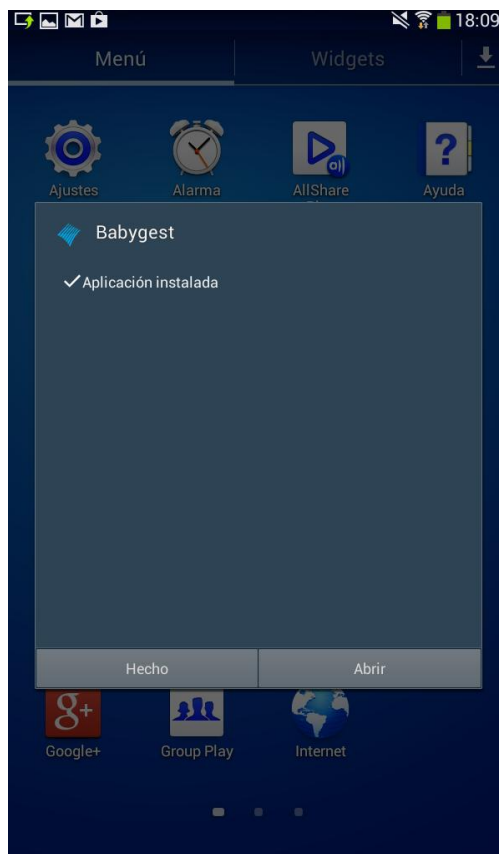 18:09
Menú
Widgets
Ajustes
Alarma
AllShare
Ayuda
Babygest
Aplicación instalada
Hecho
Abrir
Google+
Group Play
Internet